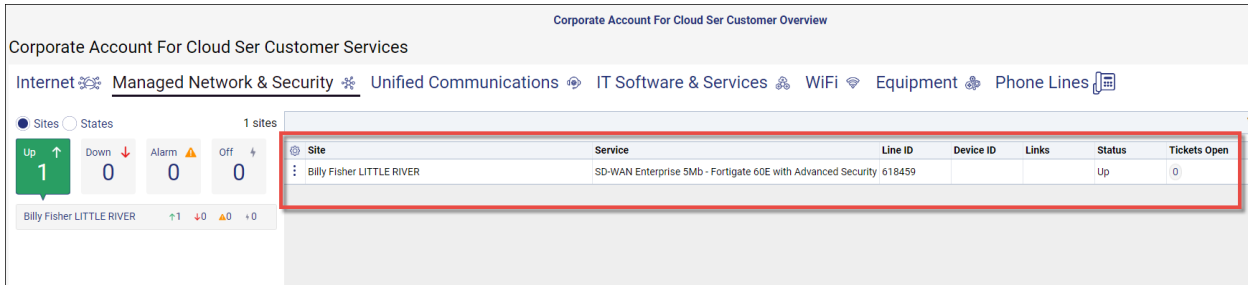 Corporate Account For Cloud Ser Customer Overview
Corporate Account For Cloud Ser Customer Services
Internet Managed Network & Security Unified Communications IT Software & Services WiFi Equipment Phone Lines
Sites States 1 sites
Up Down Alarm Off
1 0 0 0
Billy Fisher LITTLE RIVER 1 0 0 0
Site Service Line ID Device ID Links Status Tickets Open
Billy Fisher LITTLE RIVER SD-WAN Enterprise 5Mb - Fortigate 60E with Advanced Security 618459 Up 0